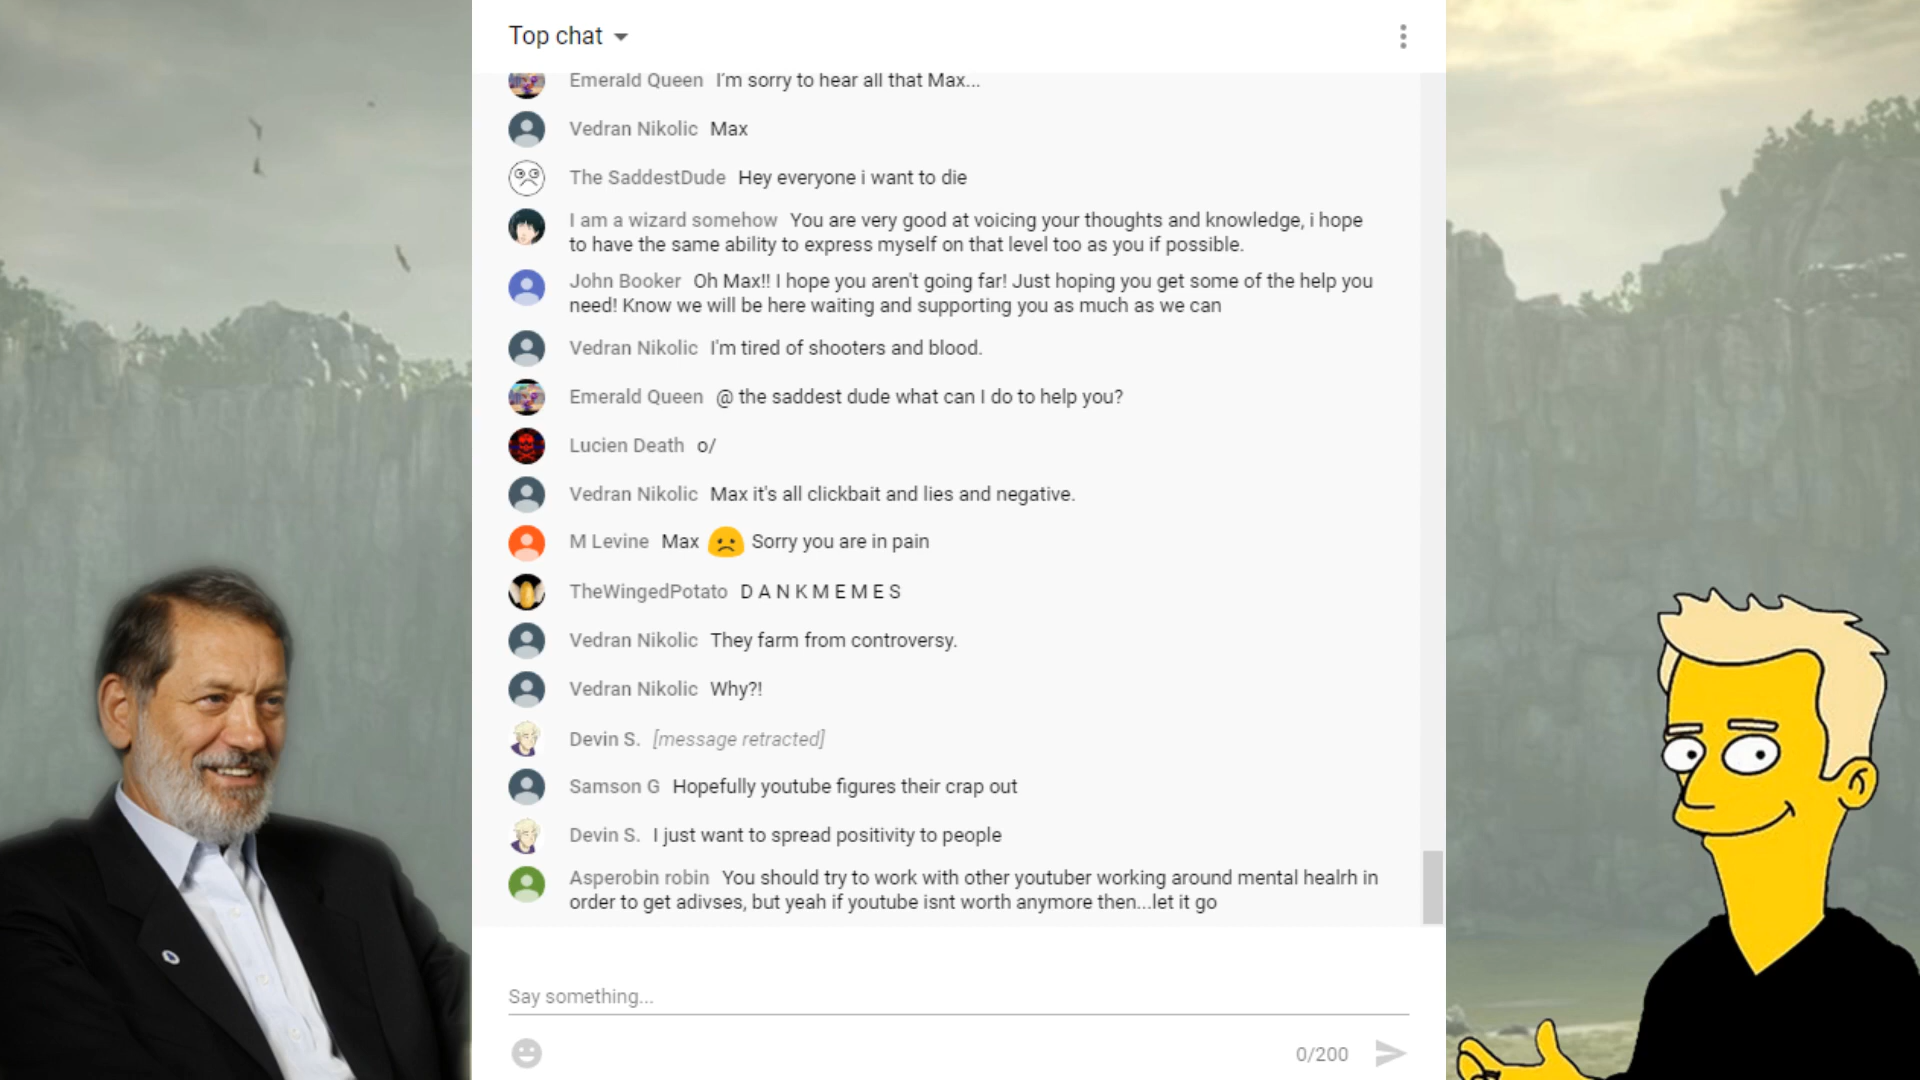 Top chat
Emerald Queen I'm sorry to hear all that Max...
Vedran Nikolic Max
The SaddestDude Hey everyone i want to die
I am a wizard somehow You are very good at voicing your thoughts and knowledge, i hope
to have the same ability to express myself on that level too as you if possible.
John Booker Oh Max!! I hope you aren't going far! Just hoping you get some of the help you
need! Know we will be here waiting and supporting you as much as we can
Vedran Nikolic I'm tired of shooters and blood.
Emerald Queen @ the saddest dude what can I do to help you?
Lucien Death o/
Vedran Nikolic Max it's all clickbait and lies and negative.
M Levine Max Sorry you are in pain
TheWingedPotato D A N K M E M E S
Vedran Nikolic They farm from controversy.
Vedran Nikolic Why?!
Devin S. [message retracted]
Samson G Hopefully youtube figures their crap out
Devin S. I just want to spread positivity to people
Asperobin robin You should try to work with other youtuber working around mental healrh in
order to get adivses, but yeah if youtube isnt worth anymore then...let it go
Say something...
0/200